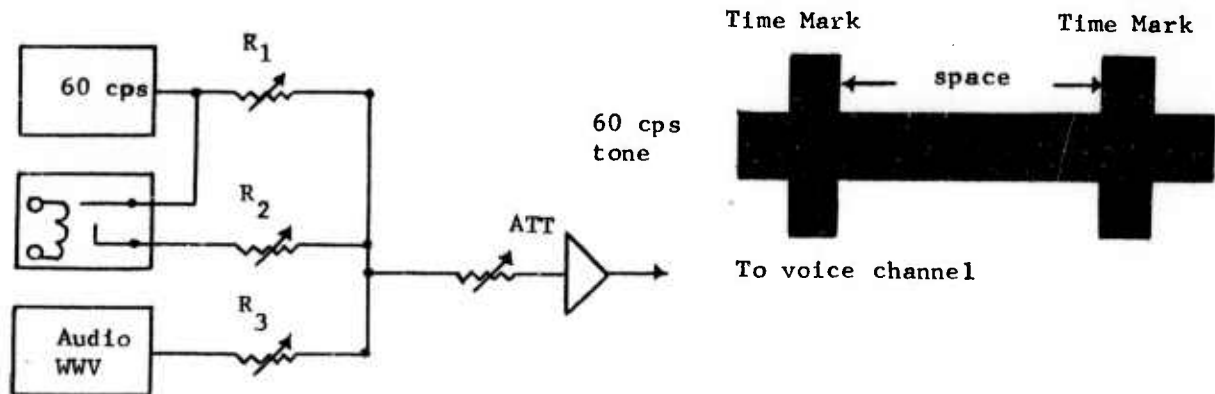 60 cps
R1
R2
Audio
WWV
R3
ATT
60 cps
tone
Time Mark
Time Mark
space
To voice channel